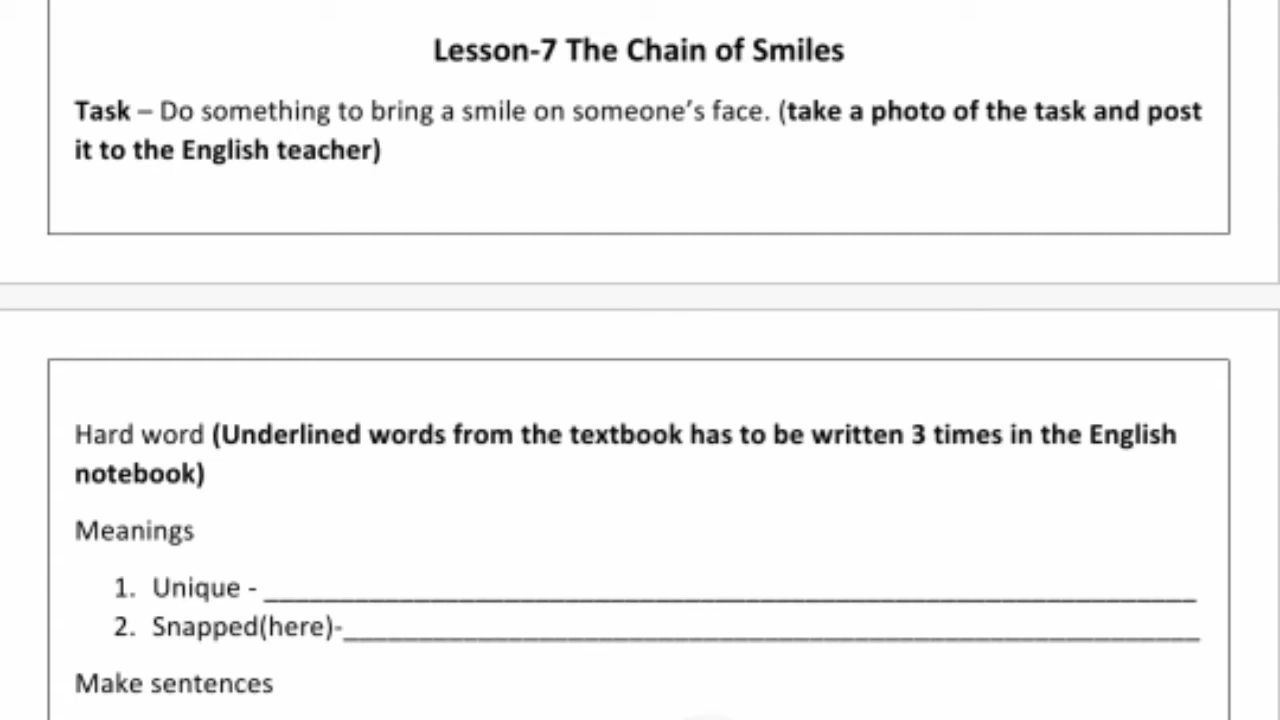 Lesson-7 The Chain of Smiles
Task – Do something to bring a smile on someone's face. (take a photo of the task and post
it to the English teacher)
Hard word (Underlined words from the textbook has to be written 3 times in the English
notebook)
Meanings
1. Unique - ______________________________________________________________
2. Snapped(here)-_________________________________________________________
Make sentences